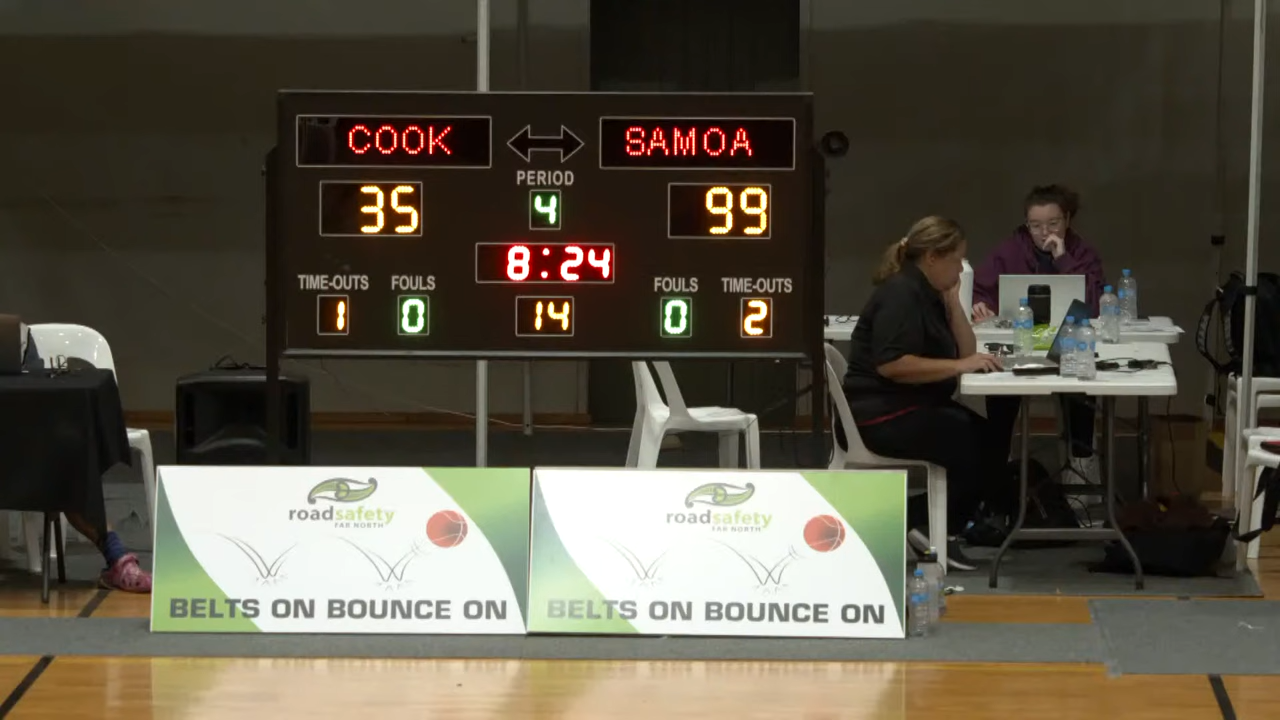 COOK
SAMOA
PERIOD
35
4
99
8:24
TIME-OUTS
FOULS
FOULS
TIME-OUTS
1
0
14
0
2
roadsafety
FAR NORTH
BELTS ON BOUNCE ON
roadsafety
FAR NORTH
BELTS ON BOUNCE ON